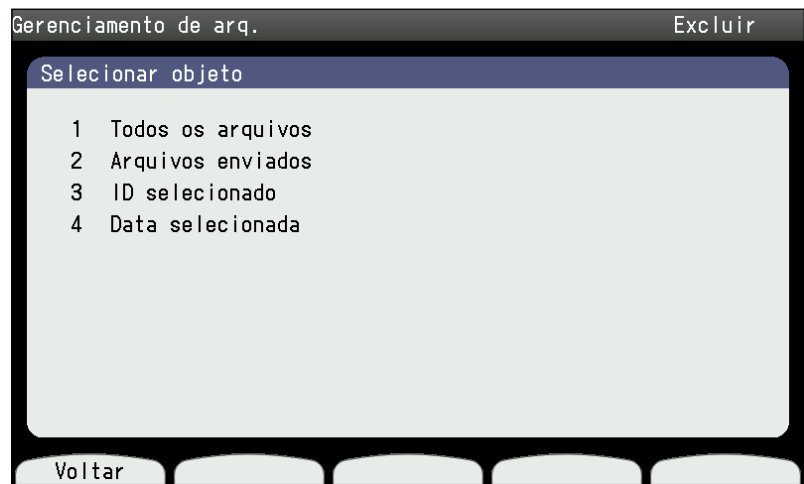 Gerenciamento de arq. Excluir
Selecionar objeto
1 Todos os arquivos
2 Arquivos enviados
3 ID selecionado
4 Data selecionada
Voltar